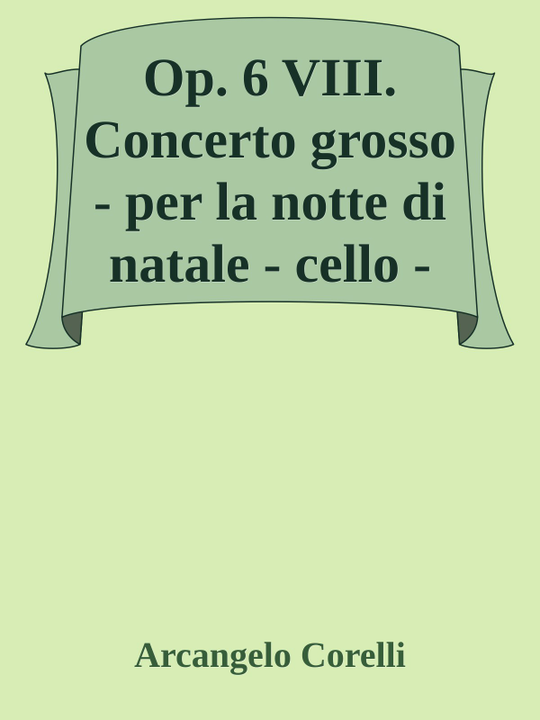 Op. 6 VIII.
Concerto grosso
- per la notte di
natale - cello -
Arcangelo Corelli